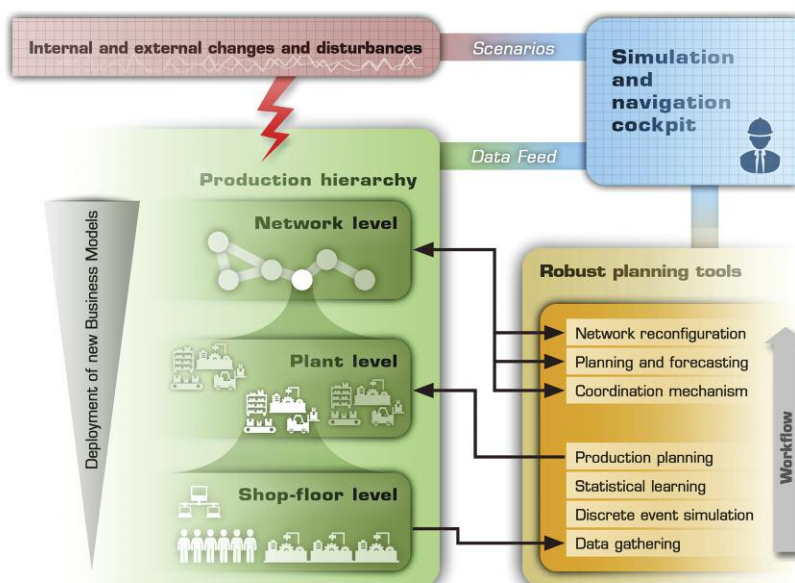 Internal and external changes and disturbances
Scenarios
Simulation
and
navigation
cockpit
Data Feed
Production hierarchy
Network level
Plant level
Shop-floor level
Deployment of new Business Models
Robust planning tools
Network reconfiguration
Planning and forecasting
Coordination mechanism
Production planning
Statistical learning
Discrete event simulation
Data gathering
Workflow